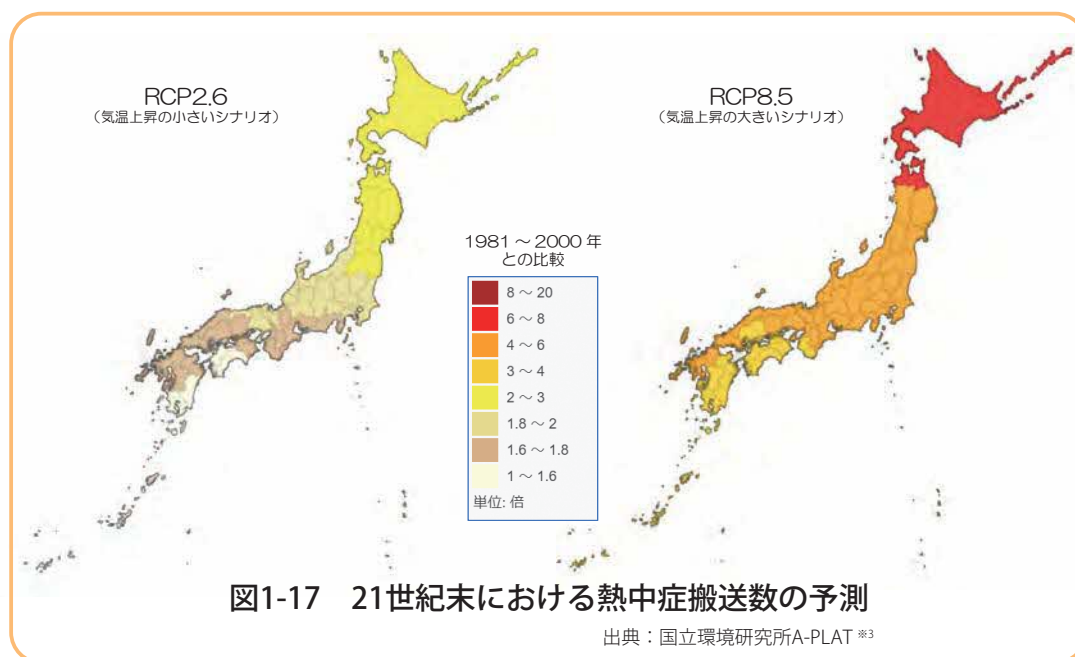 RCP2.6
（気温上昇の小さいシナリオ）
RCP8.5
（気温上昇の大きいシナリオ）
1981 ～ 2000 年
との比較
8 ～ 20
6 ～ 8
4 ～ 6
3 ～ 4
2 ～ 3
1.8 ～ 2
1.6 ～ 1.8
1 ～ 1.6
単位: 倍
図1-17　21世紀末における熱中症搬送数の予測
出典：国立環境研究所A-PLAT ※3